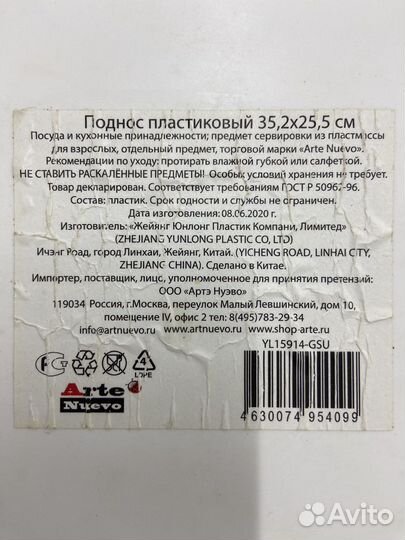 Поднос пластиковый 35,2х25,5 см
Посуда и кухонные принадлежности; предмет сервировки из пластмассы
для взрослых, отдельный предмет, торговой марки «Arte Nuevo».
Рекомендации по уходу: протирать влажной губкой или салфеткой.
НЕ СТАВИТЬ РАСКАЛЁННЫЕ ПРЕДМЕТЫ! Особых условий хранения не требует.
Товар декларирован. Соответствует требованиям ГОСТ Р 50962-96.
Состав: пластик. Срок годности и службы не ограничен.
Дата изготовления: 08.06.2020 г.
Изготовитель: «Жейянг Юнлонг Пластик Компани, Лимитед»
(ZHEJIANG YUNLONG PLASTIC CO, LTD)
Ичэнг Роад, город Линхаи, Жейянг, Китай. (YICHENG ROAD, LINHAI CITY,
ZHEJIANG, CHINA). Сделано в Китае.
Импортер, поставщик, лицо, уполномоченное для принятия претензий:
ООО «Артэ Нуэво»
119034 Россия, г.Москва, переулок Малый Левшинский, дом 10,
помещение IV, офис 2 тел: 8(495)783-29-34
info@artnuevo.ru www.artnuevo.ru www.shop-arte.ru
YL15914-GSU
LDPE
Arte
Nuevo
4 630074 954099
Avito